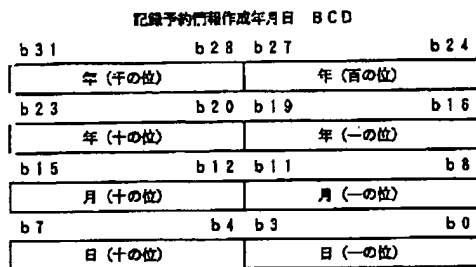 記録予約情報作成年月日 BCD
b31 b28 b27 b24
年(千の位) 年(百の位)
b23 b20 b19 b16
年(十の位) 年(一の位)
b15 b12 b11 b8
月(十の位) 月(一の位)
b7 b4 b3 b0
日(十の位) 日(一の位)